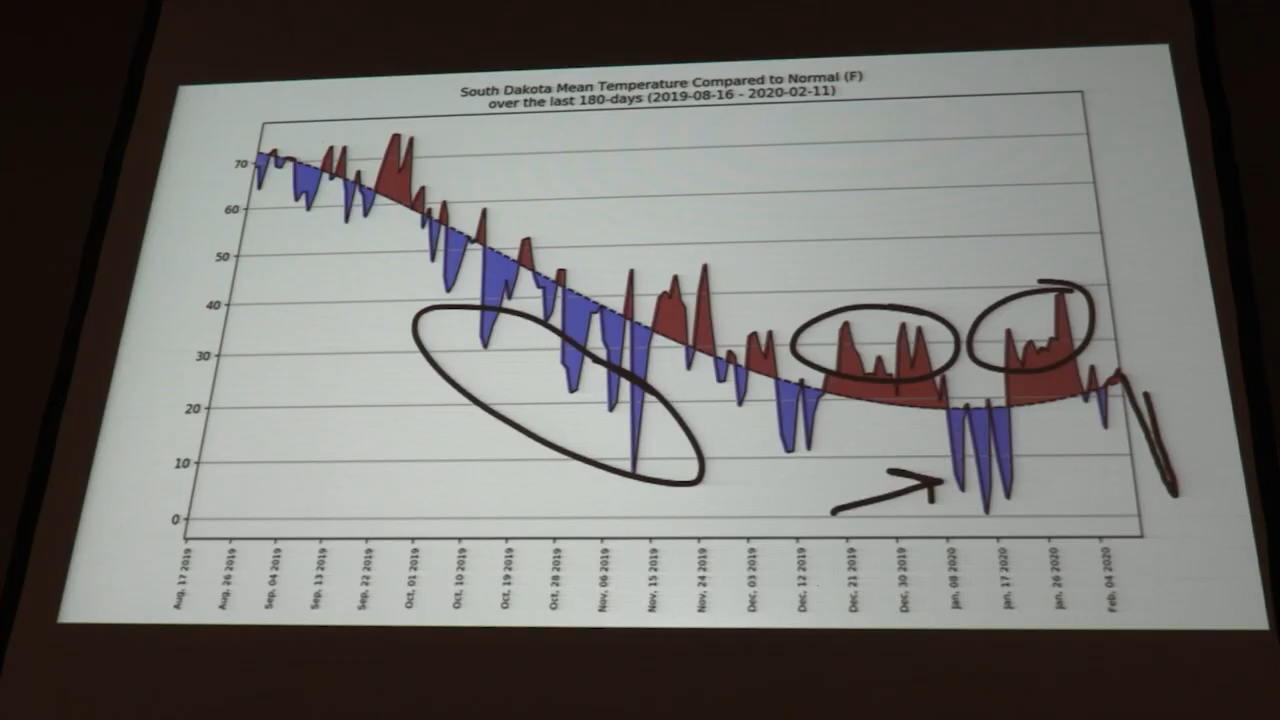 South Dakota Mean Temperature Compared to Normal (F)
over the last 180-days (2019-08-16 - 2020-02-11)
70
60
50
40
30
20
10
0
Aug, 17 2019
Aug, 26 2019
Sep, 04 2019
Sep, 13 2019
Sep, 22 2019
Oct, 01 2019
Oct, 10 2019
Oct, 19 2019
Oct, 28 2019
Nov, 06 2019
Nov, 15 2019
Nov, 24 2019
Dec, 03 2019
Dec, 12 2019
Dec, 21 2019
Dec, 30 2019
Jan, 08 2020
Jan, 17 2020
Jan, 26 2020
Feb, 04 2020